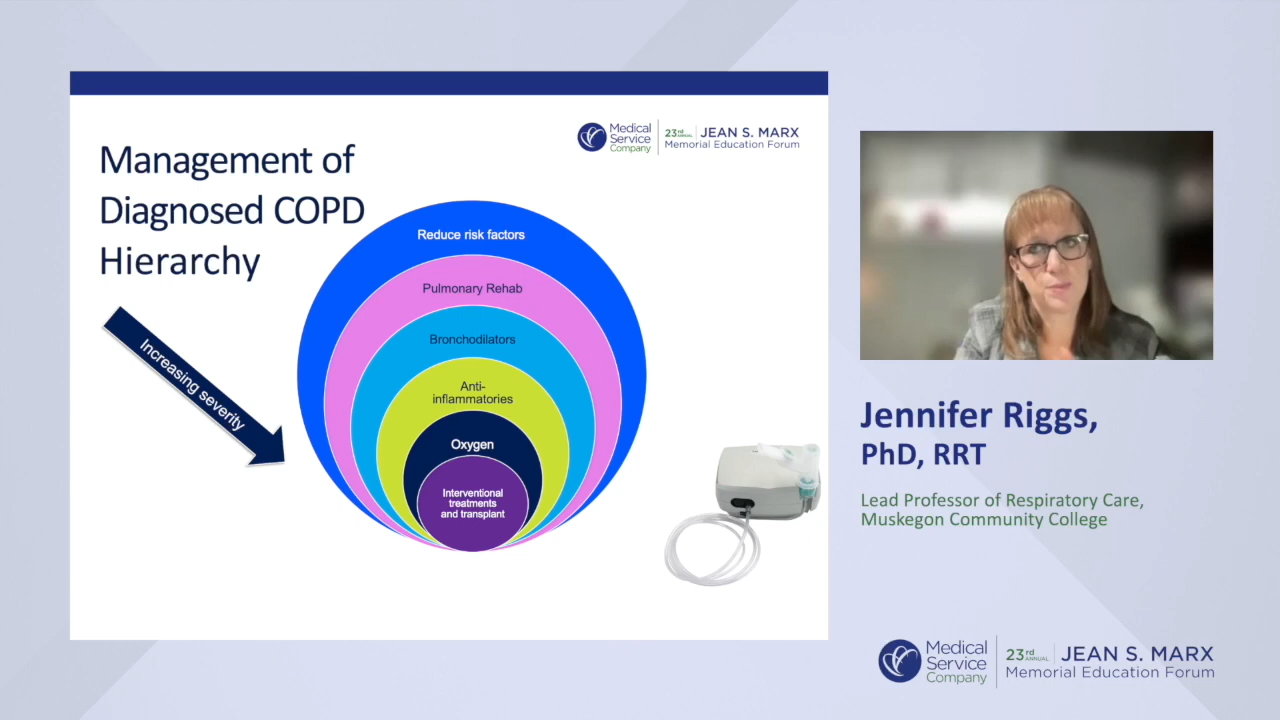 Medical
Service
Company
23rd
ANNUAL
JEAN S. MARX
Memorial Education Forum
Management of
Diagnosed COPD
Hierarchy
Increasing severity
Reduce risk factors
Pulmonary Rehab
Bronchodilators
Anti-
inflammatories
Oxygen
Interventional
treatments
and transplant
Jennifer Riggs,
PhD, RRT
Lead Professor of Respiratory Care,
Muskegon Community College
Medical
Service
Company
23rd
ANNUAL
JEAN S. MARX
Memorial Education Forum